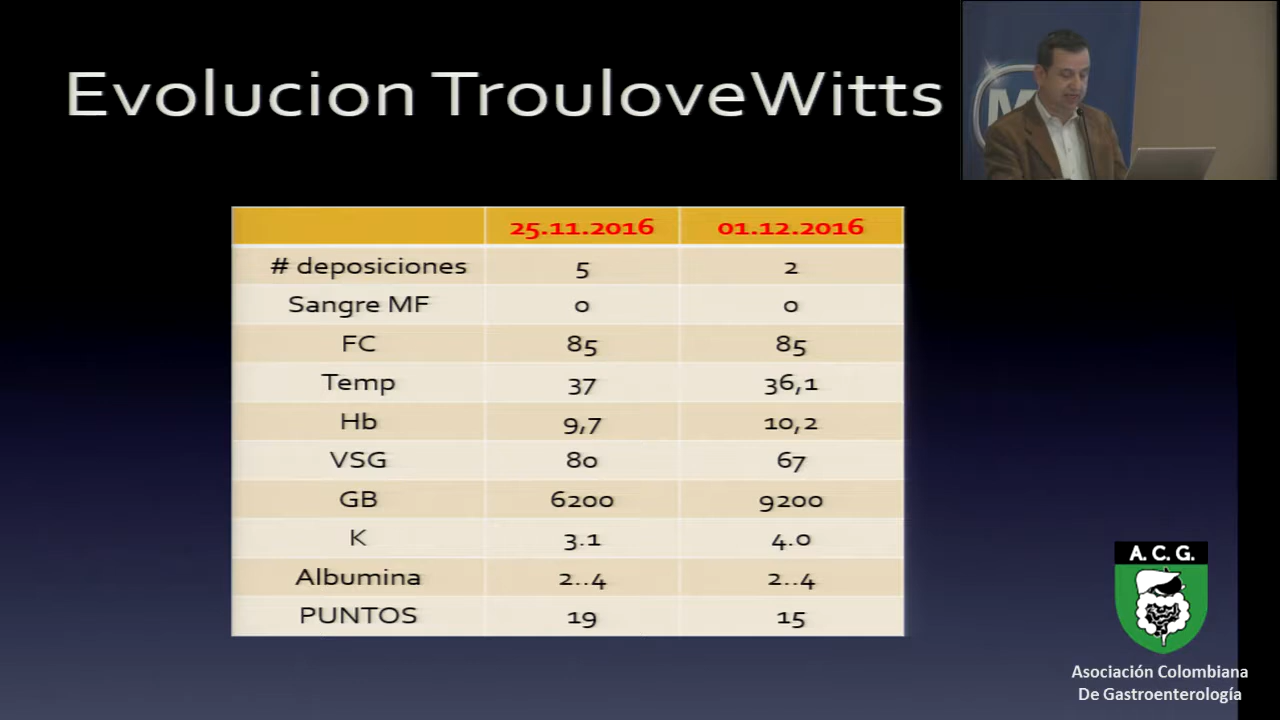 Evolucion TrouloveWitts
M
25.11.2016 01.12.2016
# deposiciones 5 2
Sangre MF 0 0
FC 85 85
Temp 37 36,1
Hb 9,7 10,2
VSG 80 67
GB 6200 9200
K 3.1 4.0
Albumina 2..4 2..4
PUNTOS 19 15
A. C. G.
Asociación Colombiana
De Gastroenterología